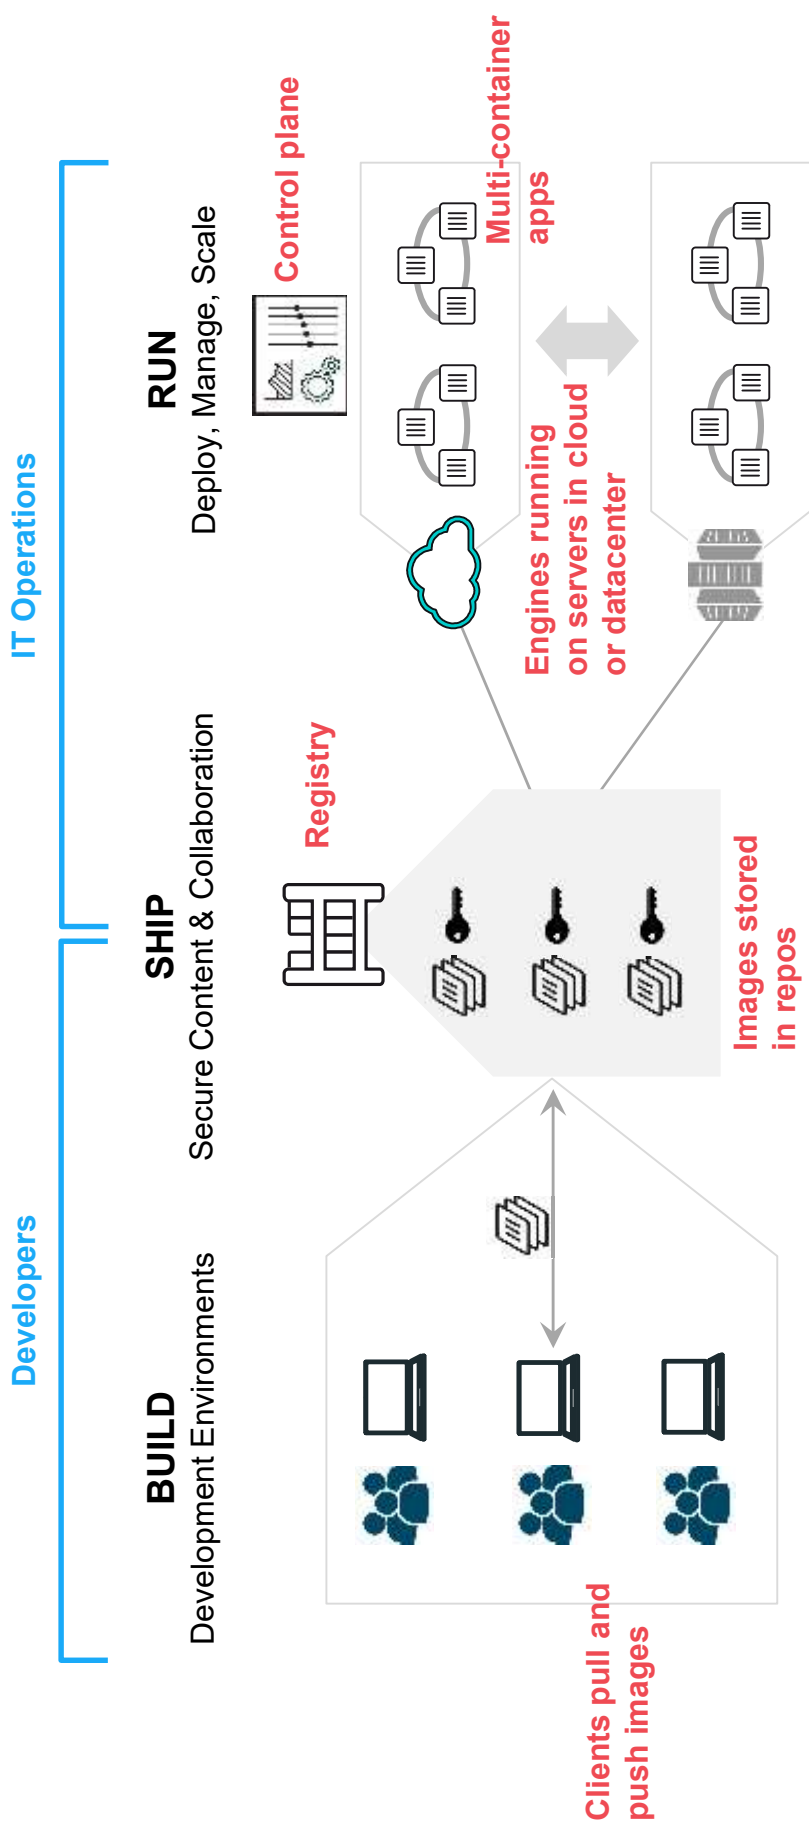 Developers
IT Operations
BUILD
Development Environments
SHIP
Secure Content & Collaboration
RUN
Deploy, Manage, Scale
Registry
Control plane
Multi-container
apps
Engines running
on servers in cloud
or datacenter
Clients pull and
push images
Images stored
in repos